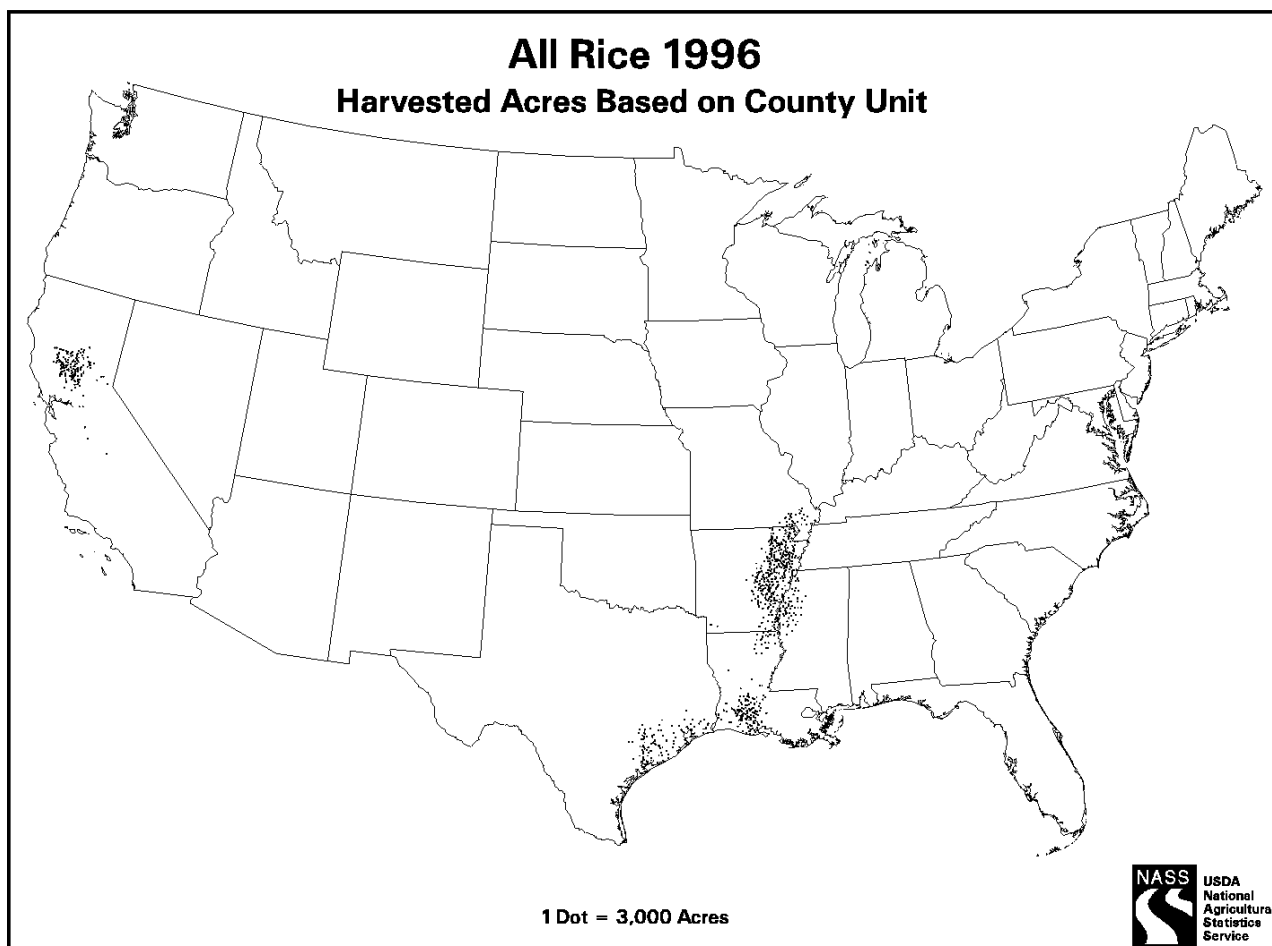 All Rice 1996
Harvested Acres Based on County Unit
1 Dot = 3,000 Acres
NASS
USDA
National
Agricultura
Statistics
Service